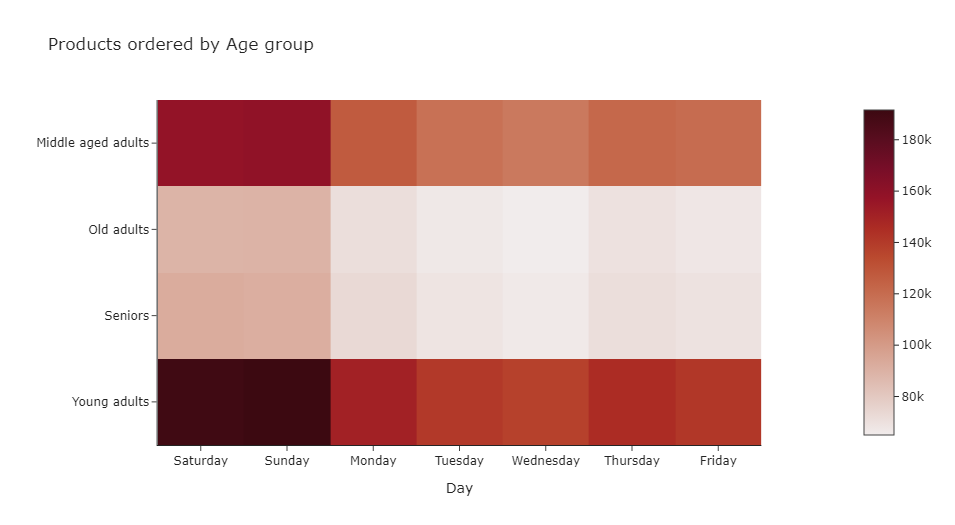 Products ordered by Age group
Middle aged adults
Old adults
Seniors
Young adults
Saturday Sunday Monday Tuesday Wednesday Thursday Friday
Day
180k
160k
140k
120k
100k
80k